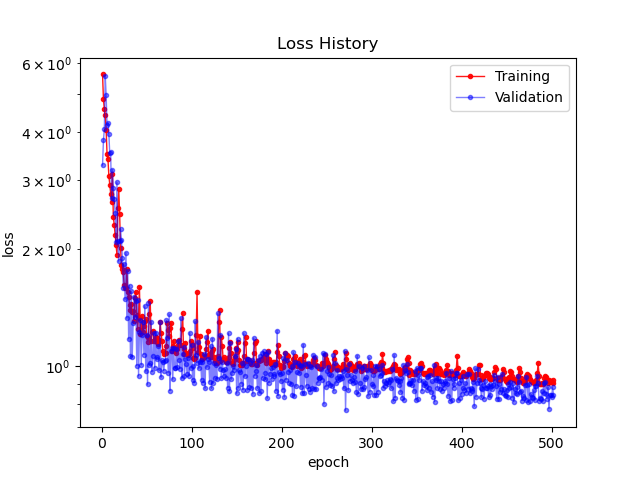 Loss History
Training
Validation
loss
6 × 10⁰
4 × 10⁰
3 × 10⁰
2 × 10⁰
10⁰
0
100
200
300
400
500
epoch